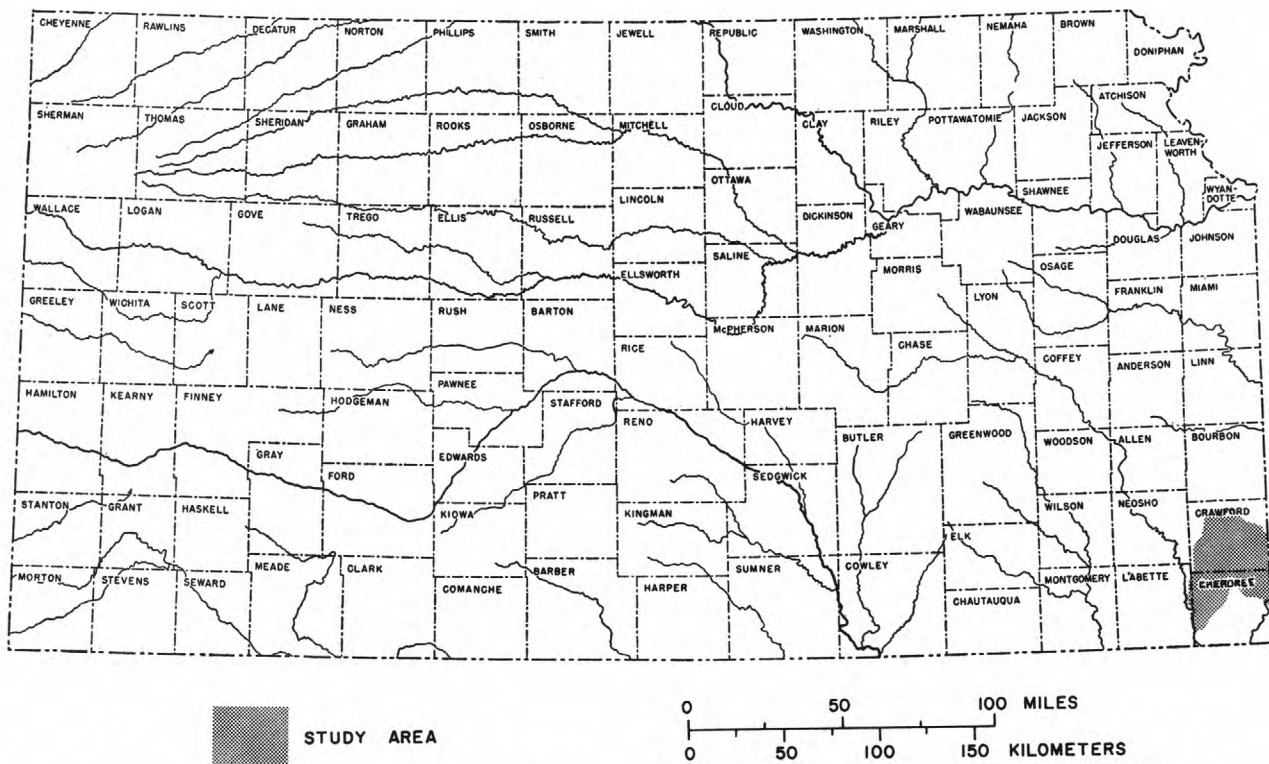 CHEYENNE
RAWLINS
DECATUR
NORTON
PHILLIPS
SMITH
JEWELL
REPUBLIC
WASHINGTON
MARSHALL
NEMAHA
BROWN
DONIPHAN
SHERMAN
THOMAS
SHERIDAN
GRAHAM
ROOKS
OSBORNE
MITCHELL
CLOUD
CLAY
RILEY
POTTAWATOMIE
JACKSON
ATCHISON
JEFFERSON
LEAVEN-
WORTH
WYAN-
DOTTE
WALLACE
LOGAN
GOVE
TREGO
ELLIS
RUSSELL
LINCOLN
OTTAWA
DICKINSON
GEARY
WABAUNSEE
SHAWNEE
DOUGLAS
JOHNSON
GREELEY
WICHITA
SCOTT
LANE
NESS
RUSH
BARTON
ELLSWORTH
SALINE
MORRIS
LYON
OSAGE
FRANKLIN
MIAMI
RICE
McPHERSON
MARION
CHASE
COFFEY
ANDERSON
LINN
HAMILTON
KEARNY
FINNEY
HODGEMAN
PAWNEE
STAFFORD
RENO
HARVEY
BUTLER
GREENWOOD
WOODSON
ALLEN
BOURBON
GRAY
FORD
EDWARDS
SEDGWICK
STANTON
GRANT
HASKELL
KIOWA
PRATT
KINGMAN
ELK
WILSON
NEOSHO
CRAWFORD
MORTON
STEVENS
SEWARD
MEADE
CLARK
COMANCHE
BARBER
HARPER
SUMNER
COWLEY
CHAUTAUQUA
MONTGOMERY
LABETTE
CHEROKEE
STUDY AREA
0 50 100 MILES
0 50 100 150 KILOMETERS